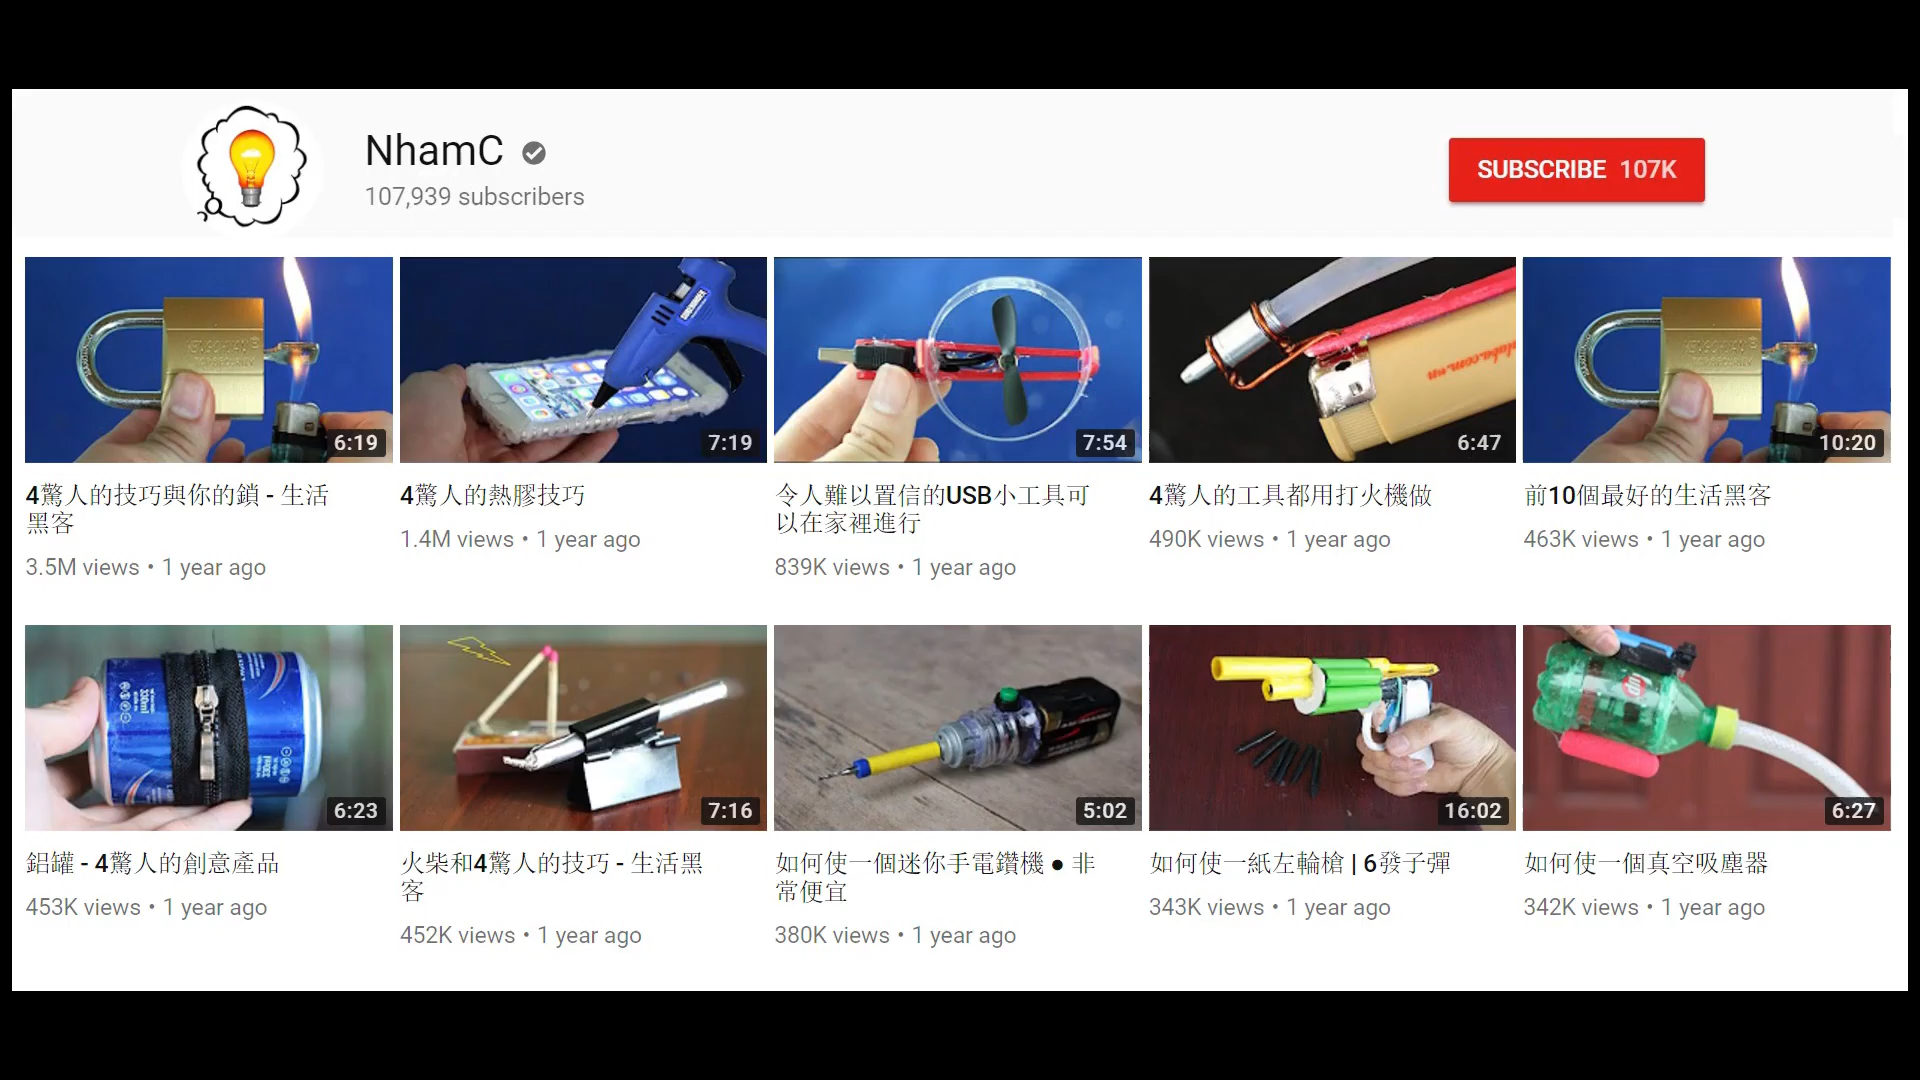 NhamC
107,939 subscribers
SUBSCRIBE 107K
6:19
7:19
7:54
6:47
10:20
4驚人的技巧與你的鎖 - 生活
黑客
3.5M views • 1 year ago
4驚人的熱膠技巧
1.4M views • 1 year ago
令人難以置信的USB小工具可
以在家裡進行
839K views • 1 year ago
4驚人的工具都用打火機做
490K views • 1 year ago
前10個最好的生活黑客
463K views • 1 year ago
330ml
6:23
7:16
5:02
16:02
6:27
鋁罐 - 4驚人的創意產品
453K views • 1 year ago
火柴和4驚人的技巧 - 生活黑
客
452K views • 1 year ago
如何使一個迷你手電鑽機 ● 非
常便宜
380K views • 1 year ago
如何使一紙左輪槍 | 6發子彈
343K views • 1 year ago
如何使一個真空吸塵器
342K views • 1 year ago